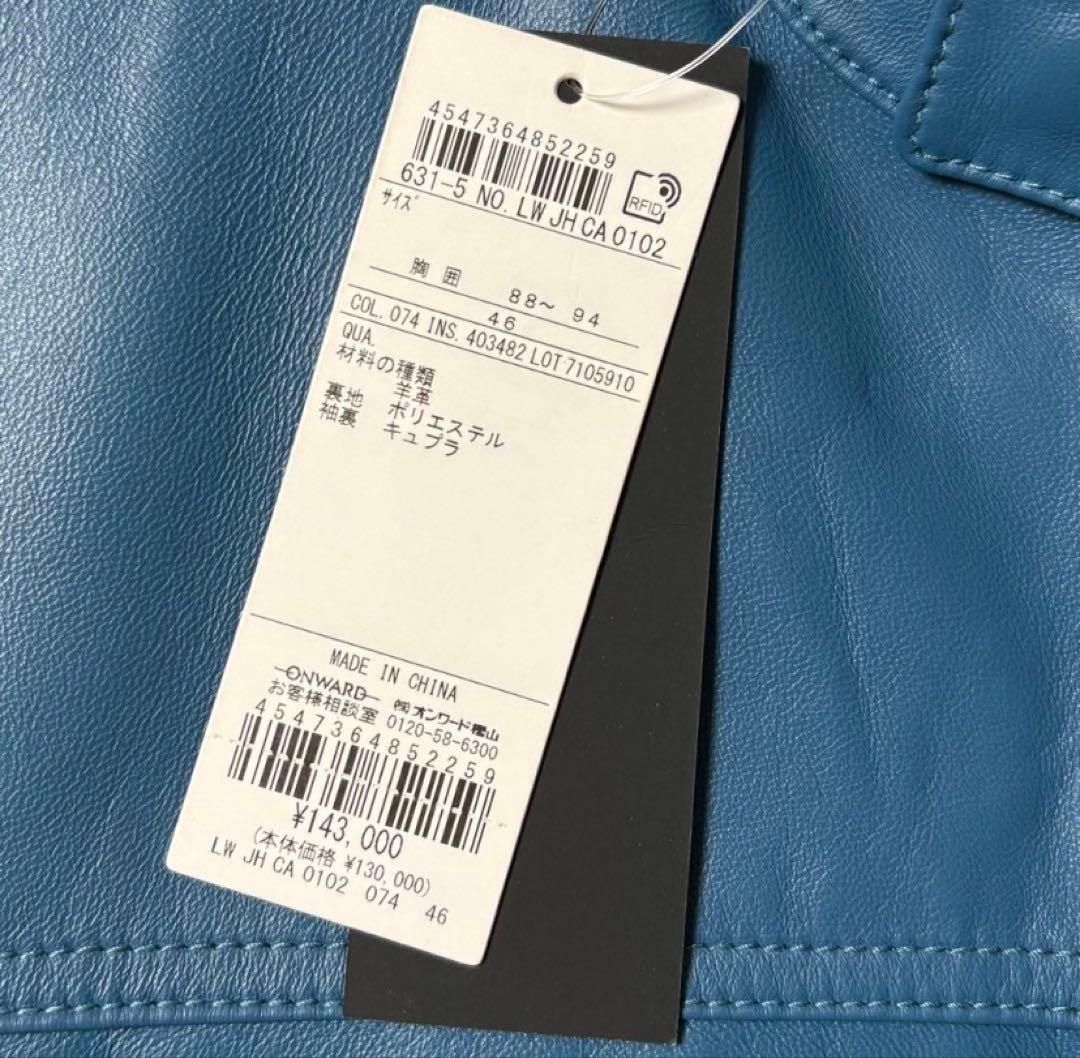 4547364852259
RFID
631-5 NO. LW JH CA 0102
サイズ
胸囲 88～ 94
46
COL. 074 INS. 403482 LOT 7105910
QUA.
材料の種類
羊革
裏地 ポリエステル
袖裏 キュプラ
MADE IN CHINA
ONWARD ㈱オンワード樫山
お客様相談室 0120-58-6300
4547364852259
¥143,000
(本体価格 ¥130,000)
LW JH CA 0102 074 46